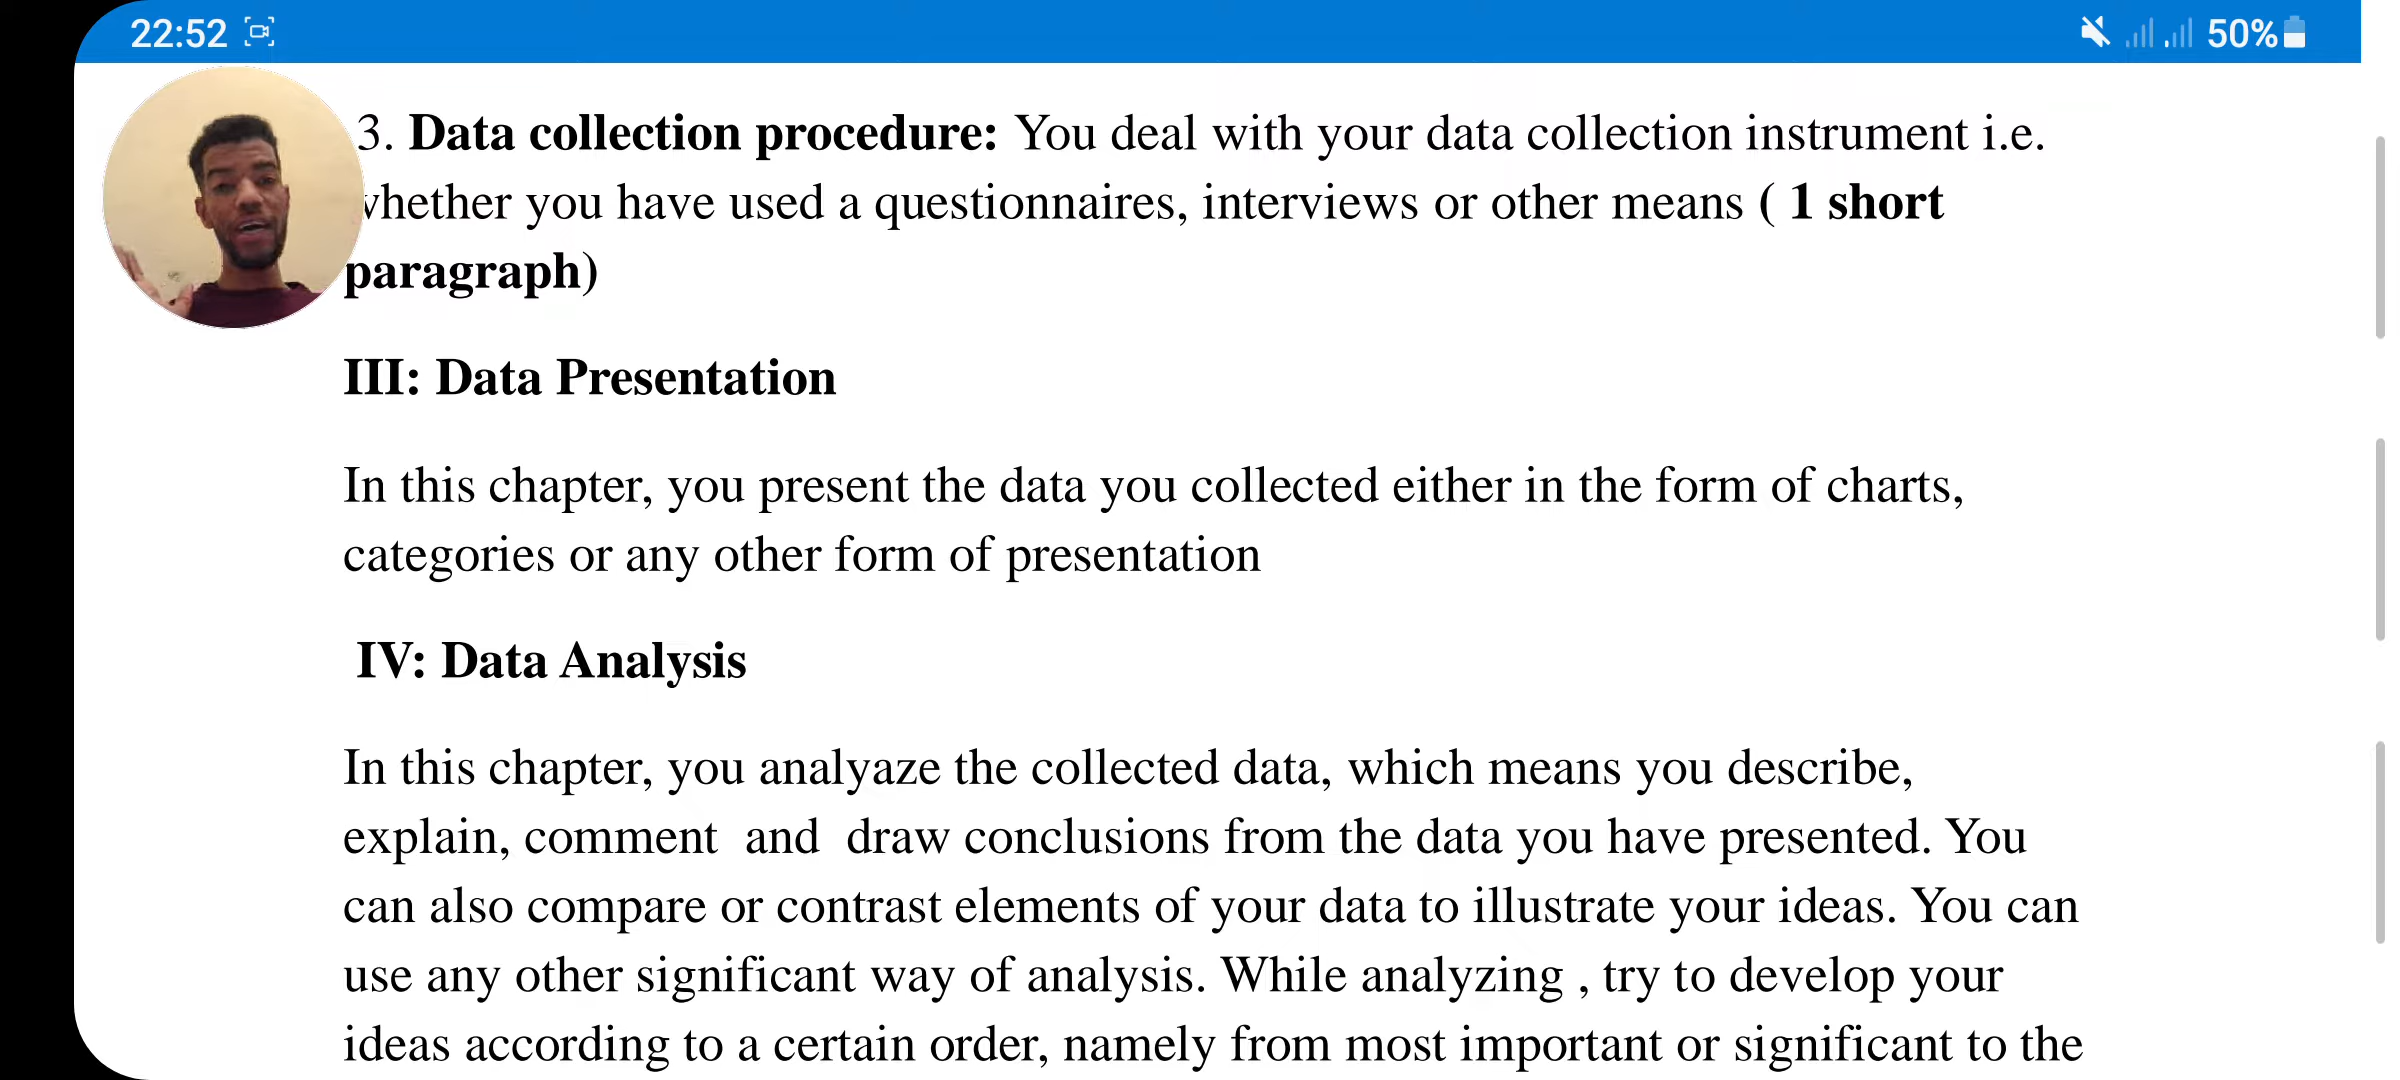 22:52 50%
3. Data collection procedure: You deal with your data collection instrument i.e.
whether you have used a questionnaires, interviews or other means ( 1 short
paragraph)
III: Data Presentation
In this chapter, you present the data you collected either in the form of charts,
categories or any other form of presentation
IV: Data Analysis
In this chapter, you analyaze the collected data, which means you describe,
explain, comment and draw conclusions from the data you have presented. You
can also compare or contrast elements of your data to illustrate your ideas. You can
use any other significant way of analysis. While analyzing , try to develop your
ideas according to a certain order, namely from most important or significant to the